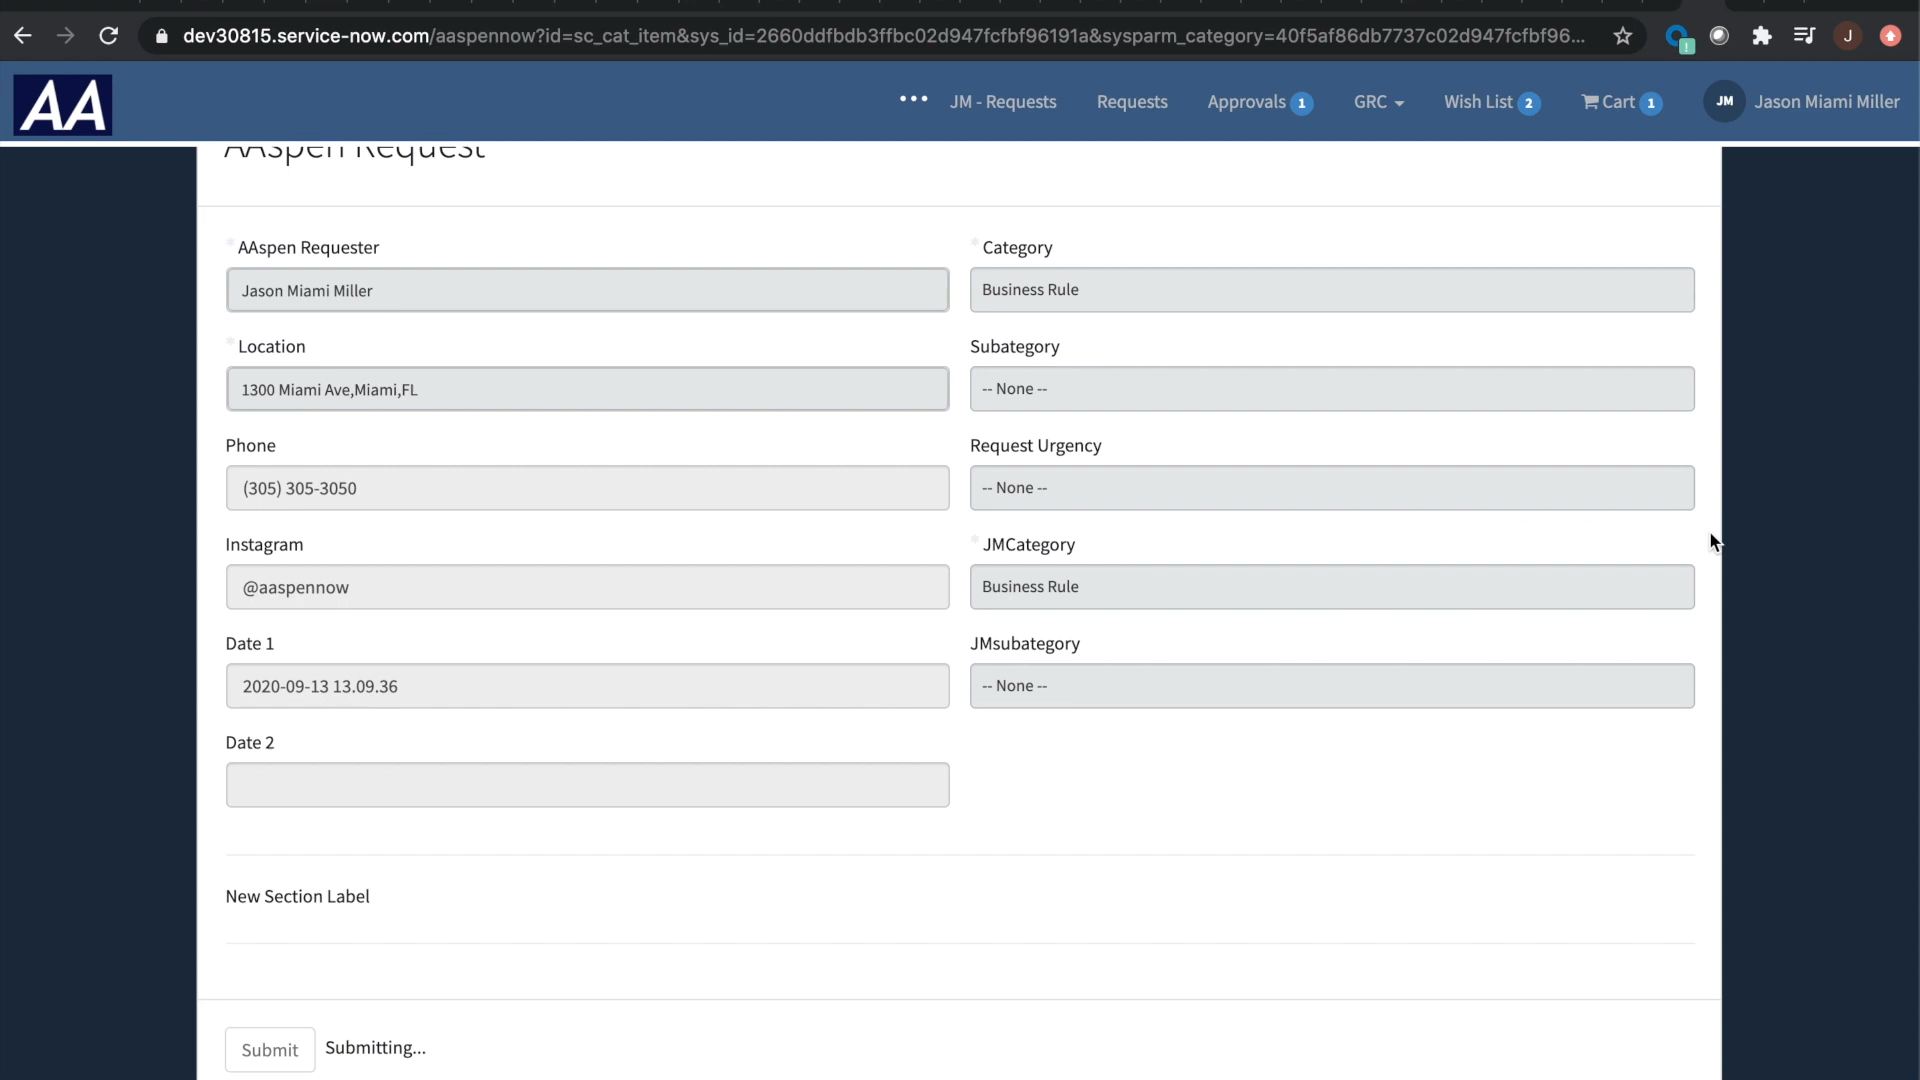 dev30815.service-now.com/aaspennow?id=sc_cat_item&sys_id=2660ddfbdb3ffbc02d947fcfbf96191a&sysparm_category=40f5af86db7737c02d947fcfbf96...
J
AA
••• JM - Requests Requests Approvals 1 GRC Wish List 2 Cart 1 JM Jason Miami Miller
AAspen Request
* AAspen Requester
Jason Miami Miller
* Category
Business Rule
* Location
1300 Miami Ave,Miami,FL
Subategory
-- None --
Phone
(305) 305-3050
Request Urgency
-- None --
Instagram
@aaspennow
* JMCategory
Business Rule
Date 1
2020-09-13 13.09.36
JMsubategory
-- None --
Date 2
New Section Label
Submit Submitting...